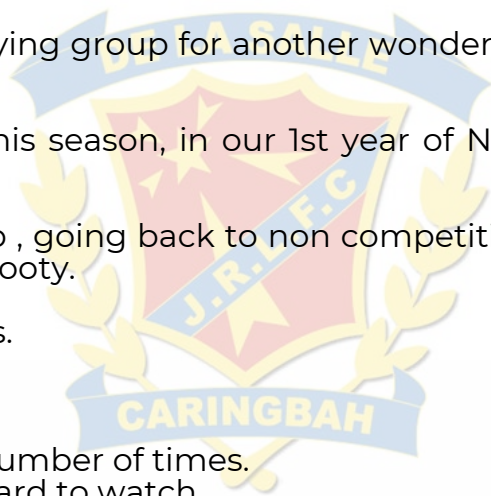 ying group for another wonder
DE LA SALLE
his season, in our 1st year of N
o , going back to non competit
ooty.
J.R.L.F.C
s.
CARINGBAH
umber of times.
ard to watch